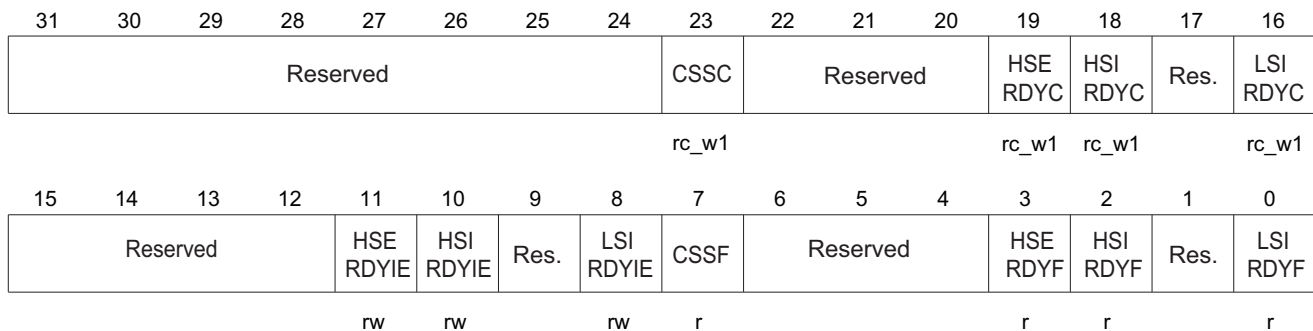 31 30 29 28 27 26 25 24 23 22 21 20 19 18 17 16
Reserved CSSC Reserved HSE RDYC HSI RDYC Res. LSI RDYC
rc_w1 rc_w1 rc_w1 rc_w1
15 14 13 12 11 10 9 8 7 6 5 4 3 2 1 0
Reserved HSE RDYIE HSI RDYIE Res. LSI RDYIE CSSF Reserved HSE RDYF HSI RDYF Res. LSI RDYF
rw rw rw r r r r